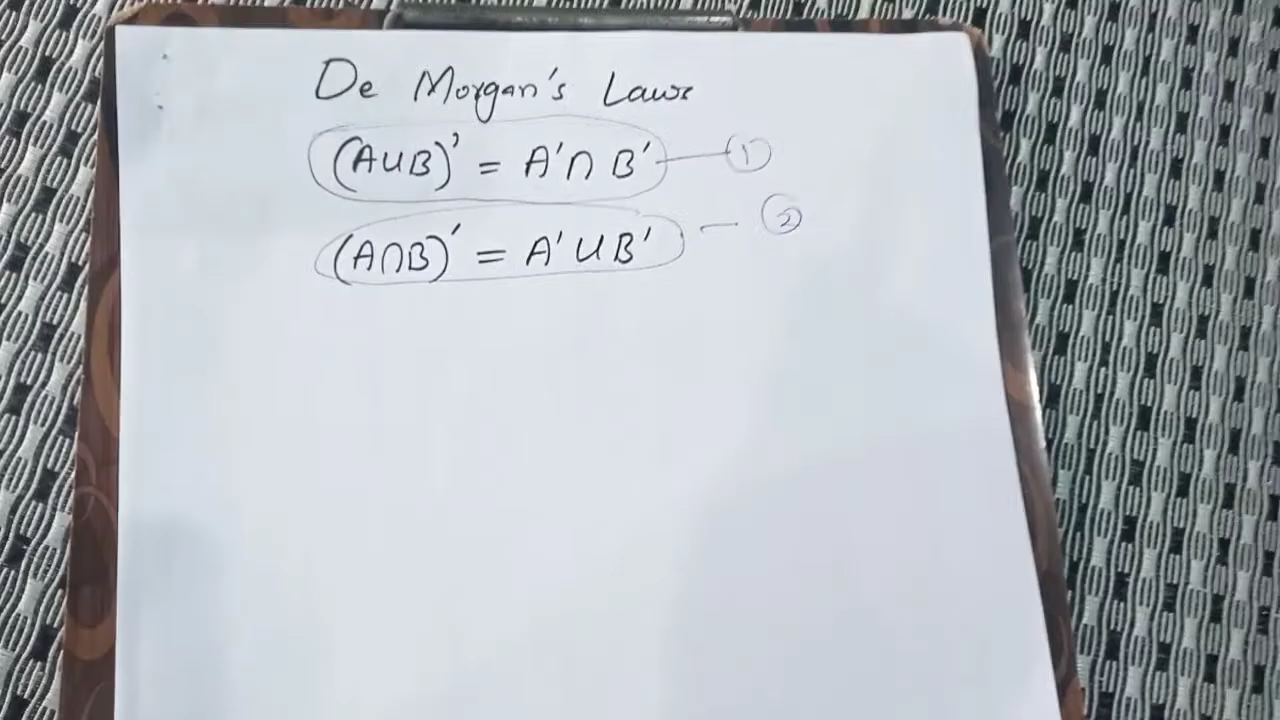 De Morgan's Laws
(A∪B)' = A'∩ B' — ①
(A∩B)' = A' ∪ B' — ②